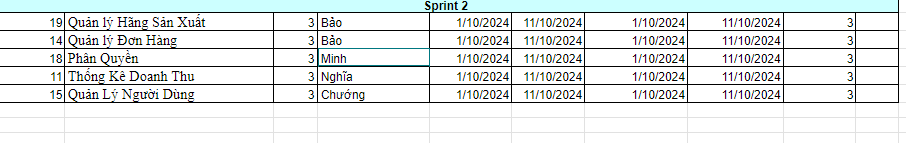 Sprint 2
19 Quản lý Hãng Sản Xuất 3 Bảo 1/10/2024 11/10/2024 1/10/2024 11/10/2024 3
14 Quản lý Đơn Hàng 3 Bảo 1/10/2024 11/10/2024 1/10/2024 11/10/2024 3
18 Phân Quyền 3 Minh 1/10/2024 11/10/2024 1/10/2024 11/10/2024 3
11 Thống Kê Doanh Thu 3 Nghĩa 1/10/2024 11/10/2024 1/10/2024 11/10/2024 3
15 Quản Lý Người Dùng 3 Chướng 1/10/2024 11/10/2024 1/10/2024 11/10/2024 3